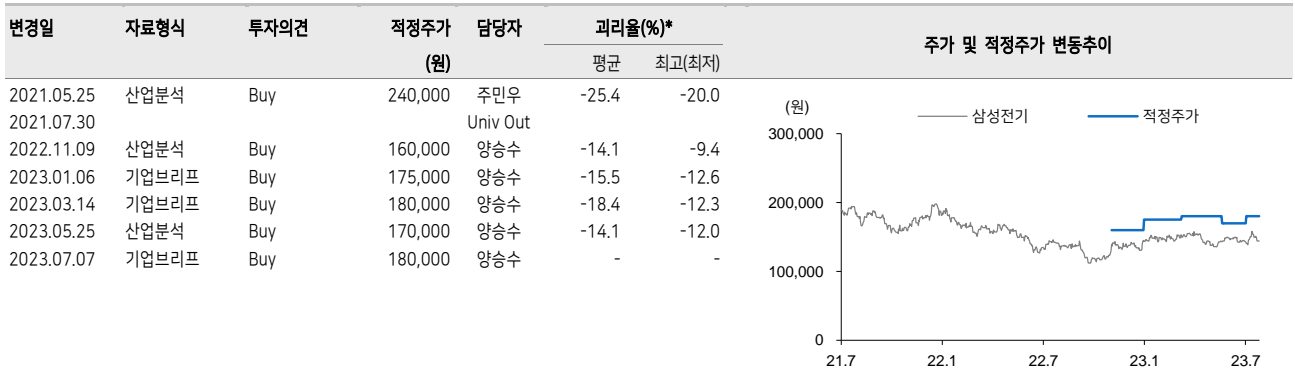 변경일 자료형식 투자의견 적정주가 담당자 괴리율(%)* 주가 및 적정주가 변동추이
(원) 평균 최고(최저)
2021.05.25 산업분석 Buy 240,000 주민우 -25.4 -20.0
2021.07.30 Univ Out
2022.11.09 산업분석 Buy 160,000 양승수 -14.1 -9.4
2023.01.06 기업브리프 Buy 175,000 양승수 -15.5 -12.6
2023.03.14 기업브리프 Buy 180,000 양승수 -18.4 -12.3
2023.05.25 산업분석 Buy 170,000 양승수 -14.1 -12.0
2023.07.07 기업브리프 Buy 180,000 양승수 - -
(원) 삼성전기 적정주가
300,000
200,000
100,000
0
21.7 22.1 22.7 23.1 23.7